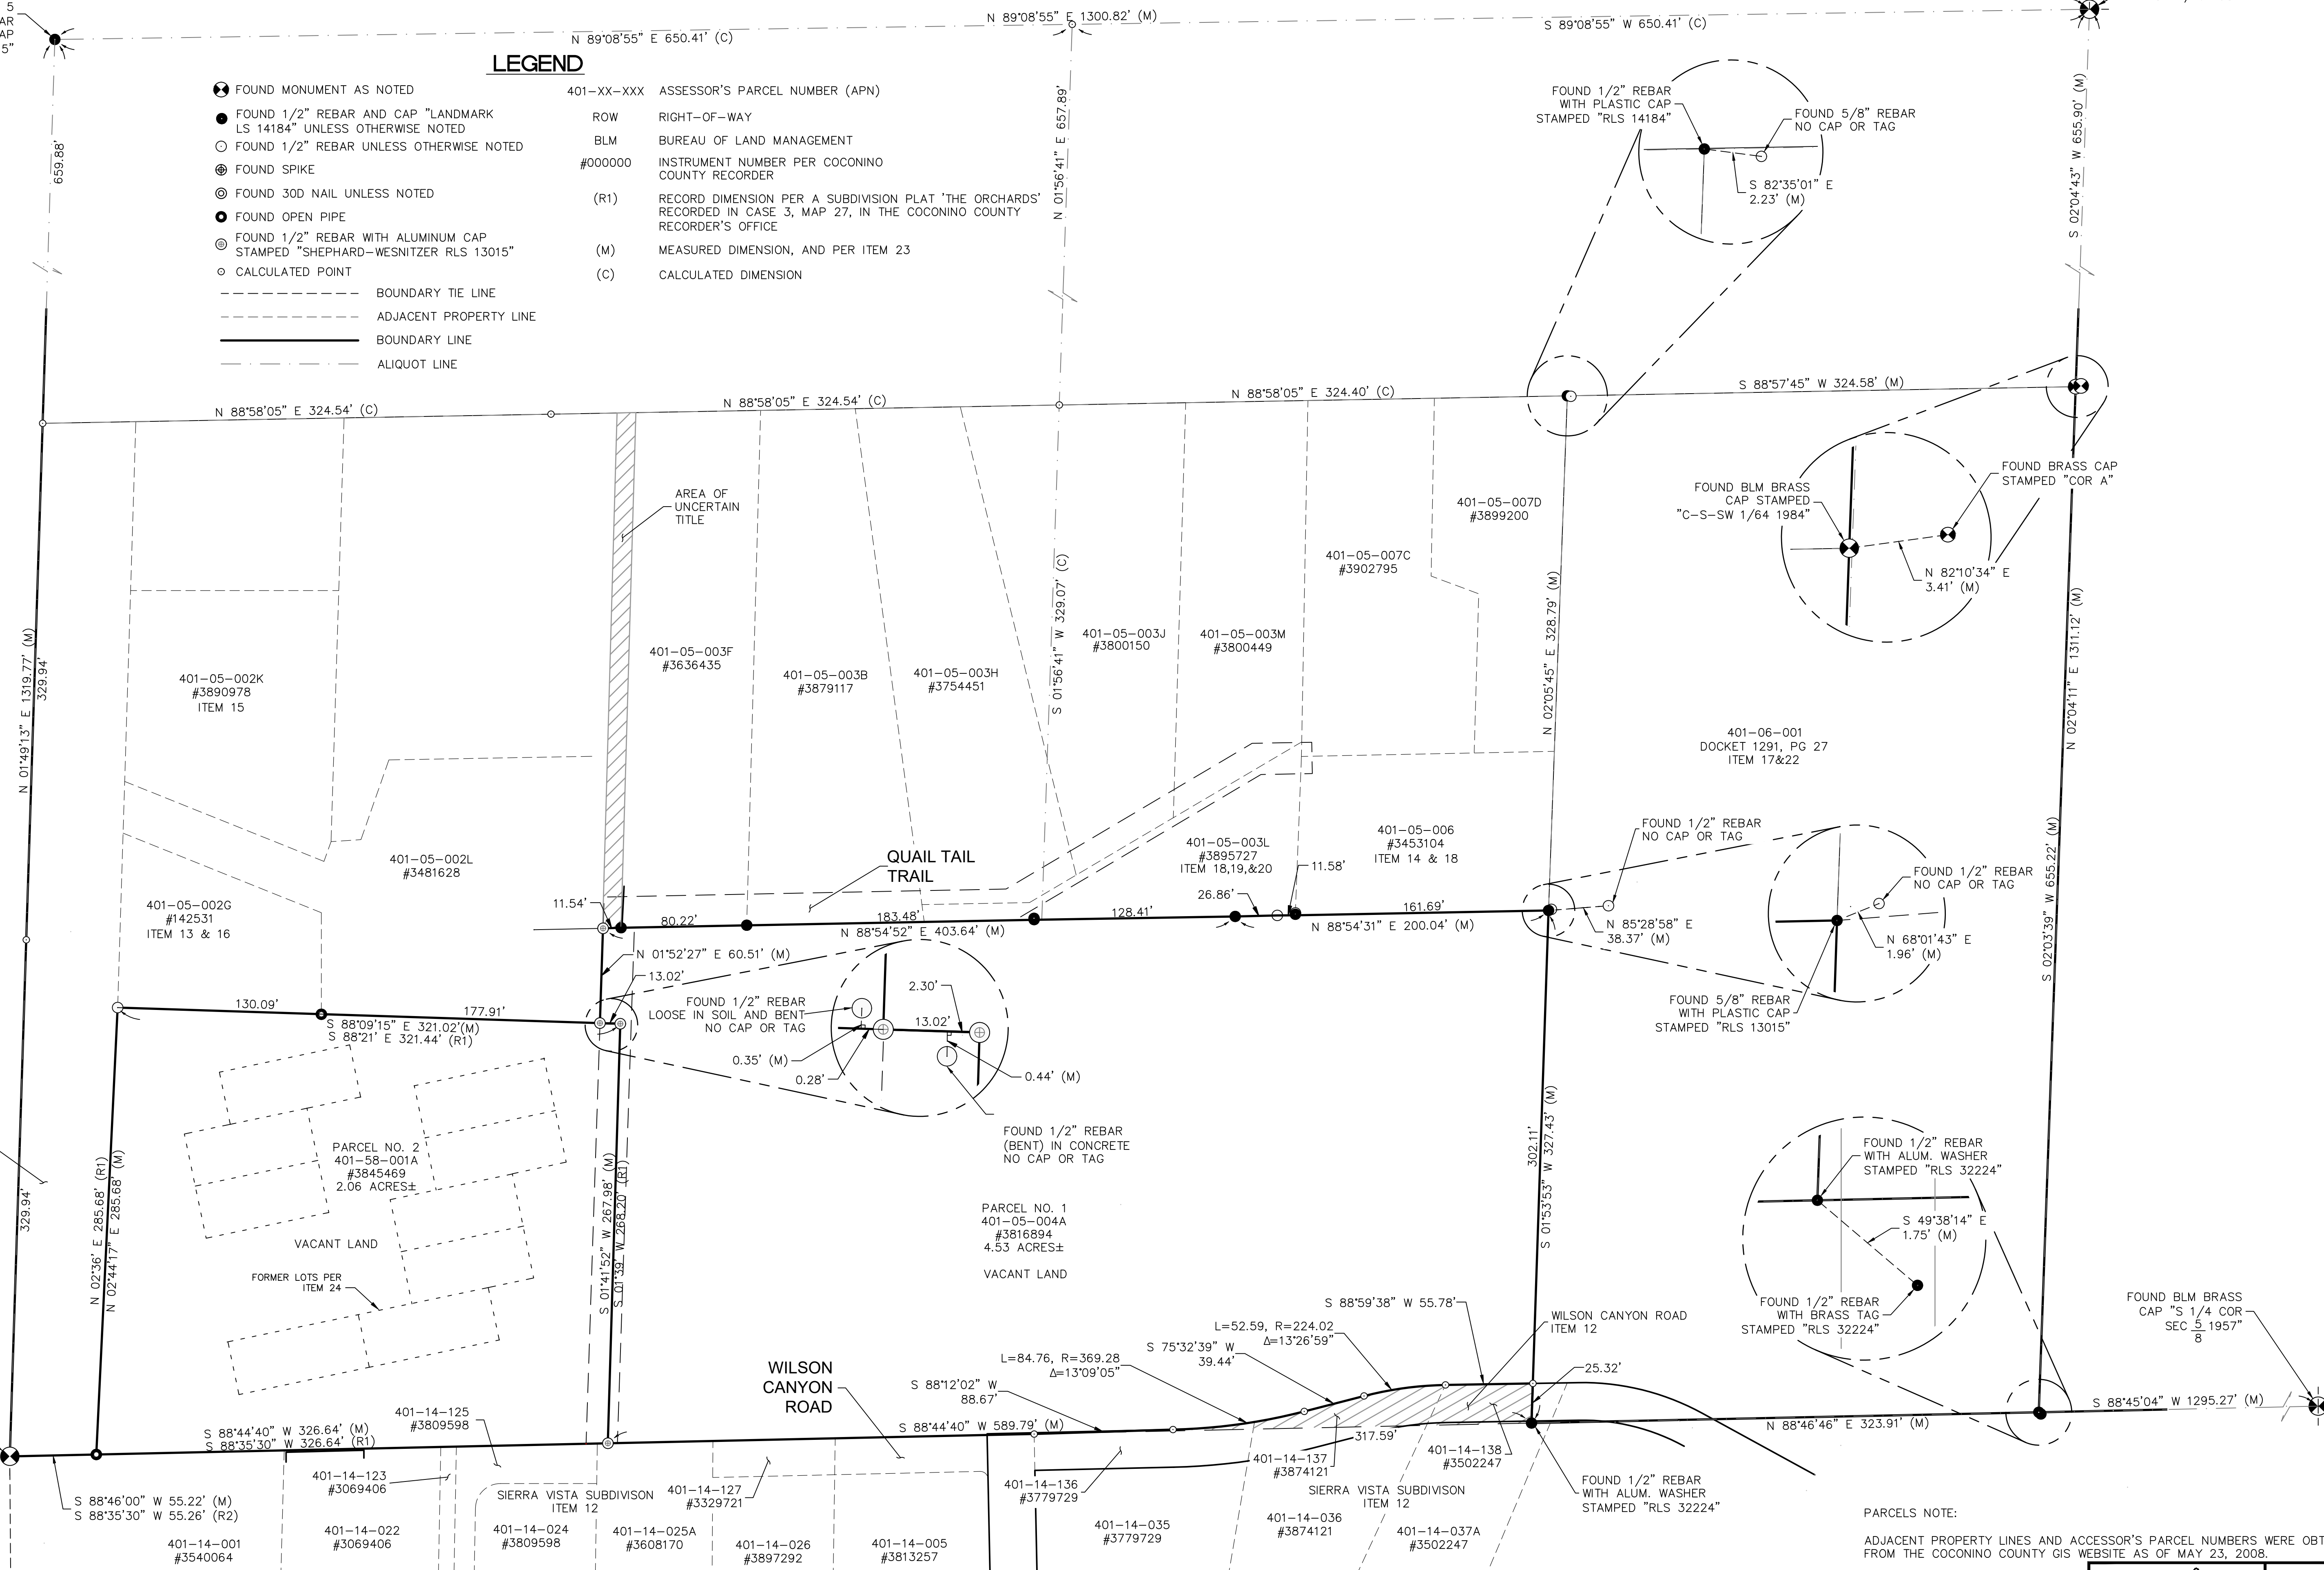 5
AR
AP
5"
N 89°08'55" E 1300.82' (M)
N 89°08'55" E 650.41' (C)
S 89°08'55" W 650.41' (C)
LEGEND
FOUND MONUMENT AS NOTED
FOUND 1/2" REBAR AND CAP "LANDMARK
LS 14184" UNLESS OTHERWISE NOTED
FOUND 1/2" REBAR UNLESS OTHERWISE NOTED
FOUND SPIKE
FOUND 30D NAIL UNLESS NOTED
FOUND OPEN PIPE
FOUND 1/2" REBAR WITH ALUMINUM CAP
STAMPED "SHEPHARD-WESNITZER RLS 13015"
CALCULATED POINT
BOUNDARY TIE LINE
ADJACENT PROPERTY LINE
BOUNDARY LINE
ALIQUOT LINE
401-XX-XXX ASSESSOR'S PARCEL NUMBER (APN)
ROW RIGHT-OF-WAY
BLM BUREAU OF LAND MANAGEMENT
#000000 INSTRUMENT NUMBER PER COCONINO
COUNTY RECORDER
(R1) RECORD DIMENSION PER A SUBDIVISION PLAT 'THE ORCHARDS'
RECORDED IN CASE 3, MAP 27, IN THE COCONINO COUNTY
RECORDER'S OFFICE
(M) MEASURED DIMENSION, AND PER ITEM 23
(C) CALCULATED DIMENSION
659.88'
N 01°56'41" E 657.89'
S 02°04'43" W 655.90' (M)
FOUND 1/2" REBAR
WITH PLASTIC CAP
STAMPED "RLS 14184"
FOUND 5/8" REBAR
NO CAP OR TAG
S 82°35'01" E
2.23' (M)
N 88°58'05" E 324.54' (C)
N 88°58'05" E 324.54' (C)
N 88°58'05" E 324.40' (C)
S 88°57'45" W 324.58' (M)
AREA OF
UNCERTAIN
TITLE
FOUND BLM BRASS
CAP STAMPED
"C-S-SW 1/64 1984"
FOUND BRASS CAP
STAMPED "COR A"
N 82°10'34" E
3.41' (M)
401-05-007D
#3899200
401-05-007C
#3902795
401-05-003J
#3800150
401-05-003M
#3800449
401-05-003F
#3636435
401-05-003B
#3879117
401-05-003H
#3754451
401-05-002K
#3890978
ITEM 15
N 01°49'13" E 1319.77' (M)
329.94'
S 01°56'41" W 329.07' (C)
N 02°05'45" E 328.79' (M)
N 02°04'11" E 1311.12' (M)
401-06-001
DOCKET 1291, PG 27
ITEM 17&22
401-05-002L
#3481628
401-05-002G
#142531
ITEM 13 & 16
QUAIL TAIL
TRAIL
401-05-003L
#3895727
ITEM 18,19,&20
401-05-006
#3453104
ITEM 14 & 18
11.58'
26.86'
11.54'
80.22'
183.48'
128.41'
161.69'
N 88°54'52" E 403.64' (M)
N 88°54'31" E 200.04' (M)
FOUND 1/2" REBAR
NO CAP OR TAG
N 85°28'58" E
38.37' (M)
FOUND 1/2" REBAR
NO CAP OR TAG
N 68°01'43" E
1.96' (M)
FOUND 5/8" REBAR
WITH PLASTIC CAP
STAMPED "RLS 13015"
S 02°03'39" W 655.22' (M)
N 01°52'27" E 60.51' (M)
13.02'
130.09'
177.91'
S 88°09'15" E 321.02'(M)
S 88°21' E 321.44' (R1)
FOUND 1/2" REBAR
LOOSE IN SOIL AND BENT
NO CAP OR TAG
2.30'
13.02'
0.35' (M)
0.28'
0.44' (M)
FOUND 1/2" REBAR
(BENT) IN CONCRETE
NO CAP OR TAG
PARCEL NO. 2
401-58-001A
#3845469
2.06 ACRES±
VACANT LAND
FORMER LOTS PER
ITEM 24
329.94'
N 02°36' E 285.68' (R1)
N 02°44'17" E 285.68' (M)
S 01°41'52" W 267.98' (M)
S 01°39' W 268.20' (R1)
PARCEL NO. 1
401-05-004A
#3816894
4.53 ACRES±
VACANT LAND
302.11'
S 01°53'53" W 327.43' (M)
FOUND 1/2" REBAR
WITH ALUM. WASHER
STAMPED "RLS 32224"
S 49°38'14" E
1.75' (M)
FOUND 1/2" REBAR
WITH BRASS TAG
STAMPED "RLS 32224"
FOUND BLM BRASS
CAP "S 1/4 COR
SEC 5
8 1957"
S 88°59'38" W 55.78'
L=52.59, R=224.02
Δ=13°26'59"
WILSON CANYON ROAD
ITEM 12
S 75°32'39" W
39.44'
L=84.76, R=369.28
Δ=13°09'05"
S 88°12'02" W
88.67'
25.32'
WILSON
CANYON
ROAD
S 88°44'40" W 589.79' (M)
317.59'
N 88°46'46" E 323.91' (M)
S 88°45'04" W 1295.27' (M)
S 88°44'40" W 326.64' (M)
S 88°35'30" W 326.64' (R1)
S 88°46'00" W 55.22' (M)
S 88°35'30" W 55.26' (R2)
401-14-125
#3809598
401-14-123
#3069406
401-14-127
#3329721
401-14-136
#3779729
401-14-137
#3874121
401-14-138
#3502247
SIERRA VISTA SUBDIVISON
ITEM 12
SIERRA VISTA SUBDIVISON
ITEM 12
FOUND 1/2" REBAR
WITH ALUM. WASHER
STAMPED "RLS 32224"
401-14-001
#3540064
401-14-022
#3069406
401-14-024
#3809598
401-14-025A
#3608170
401-14-026
#3897292
401-14-005
#3813257
401-14-035
#3779729
401-14-036
#3874121
401-14-037A
#3502247
PARCELS NOTE:
ADJACENT PROPERTY LINES AND ACCESSOR'S PARCEL NUMBERS WERE OBT
FROM THE COCONINO COUNTY GIS WEBSITE AS OF MAY 23, 2008.